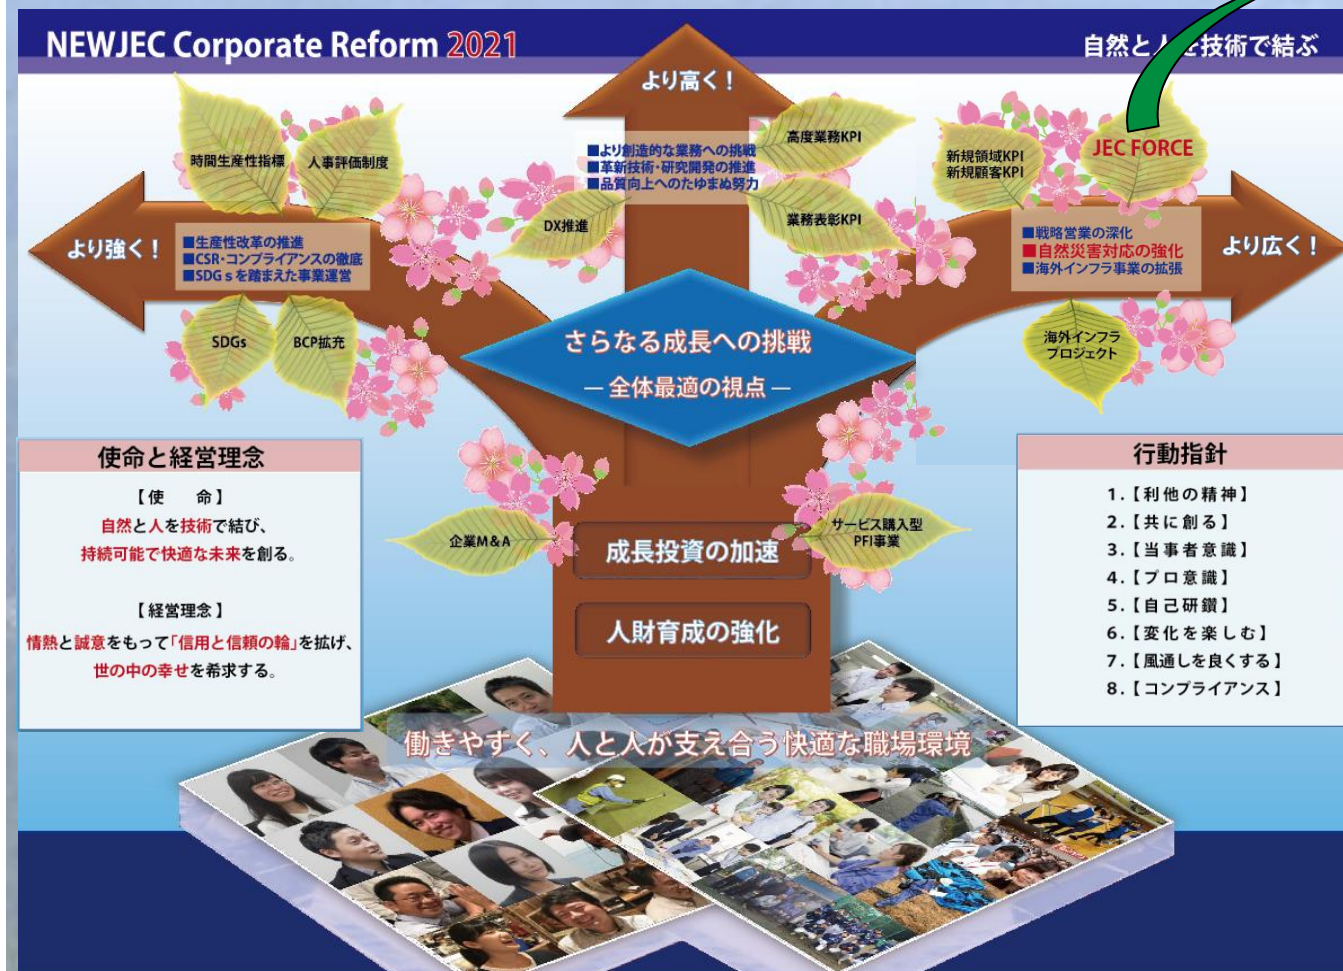 NEWJEC Corporate Reform 2021
自然と人を技術で結ぶ
より高く！
■より創造的な業務への挑戦
■革新技術・研究開発の推進
■品質向上へのたゆまぬ努力
DX推進
高度業務KPI
業務表彰KPI
時間生産性指標
人事評価制度
より強く！
■生産性改革の推進
■CSR・コンプライアンスの徹底
■SDGｓを踏まえた事業運営
SDGs
BCP拡充
新規領域KPI
新規顧客KPI
JEC FORCE
■戦略営業の深化
■自然災害対応の強化
■海外インフラ事業の拡張
より広く！
海外インフラ
プロジェクト
さらなる成長への挑戦
― 全体最適の視点 ―
使命と経営理念
【使　命】
自然と人を技術で結び、
持続可能で快適な未来を創る。
【経営理念】
情熱と誠意をもって「信用と信頼の輪」を拡げ、
世の中の幸せを希求する。
企業M＆A
成長投資の加速
サービス購入型
PFI事業
人財育成の強化
行動指針
1.【利他の精神】
2.【共に創る】
3.【当事者意識】
4.【プロ意識】
5.【自己研鑽】
6.【変化を楽しむ】
7.【風通しを良くする】
8.【コンプライアンス】
働きやすく、人と人が支え合う快適な職場環境